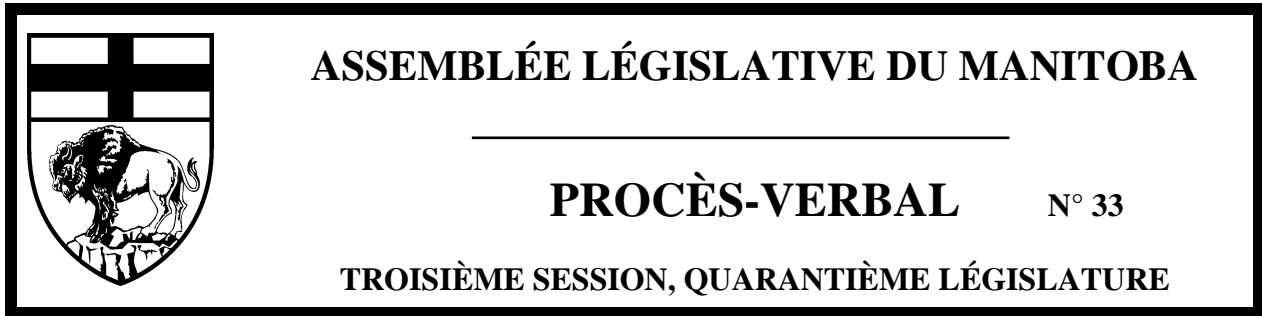 ASSEMBLÉE LÉGISLATIVE DU MANITOBA
PROCÈS-VERBAL N° 33
TROISIÈME SESSION, QUARANTIÈME LÉGISLATURE